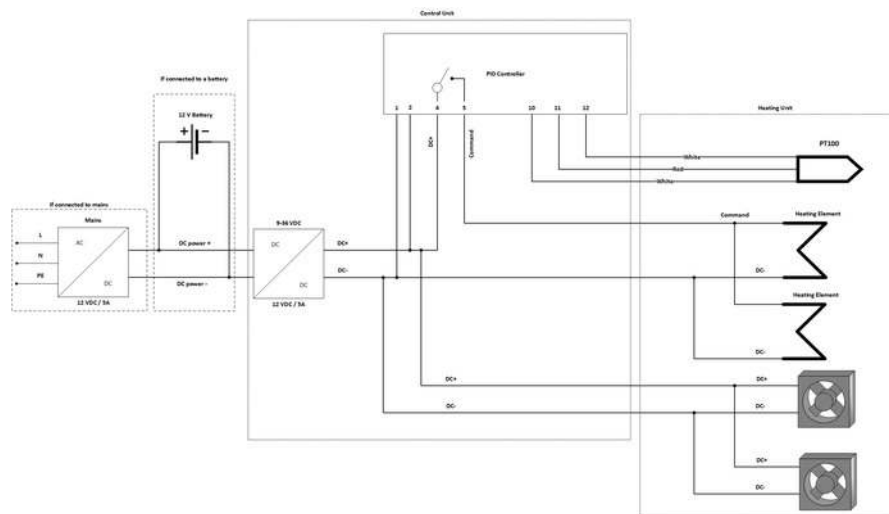 Control Unit
PID Controller
1 2 4 5 10 11 12
DC+
Command
If connected to a battery
12 V Battery
+ −
If connected to mains
Mains
L
N
PE
AC
DC
12 VDC / 5A
DC power +
DC power -
9-36 VDC
DC
DC
12 VDC / 5A
DC+
DC-
Heating Unit
PT100
White
Red
White
Command
Heating Element
DC-
Heating Element
DC-
DC+
DC+
DC-
DC-
DC+
DC-